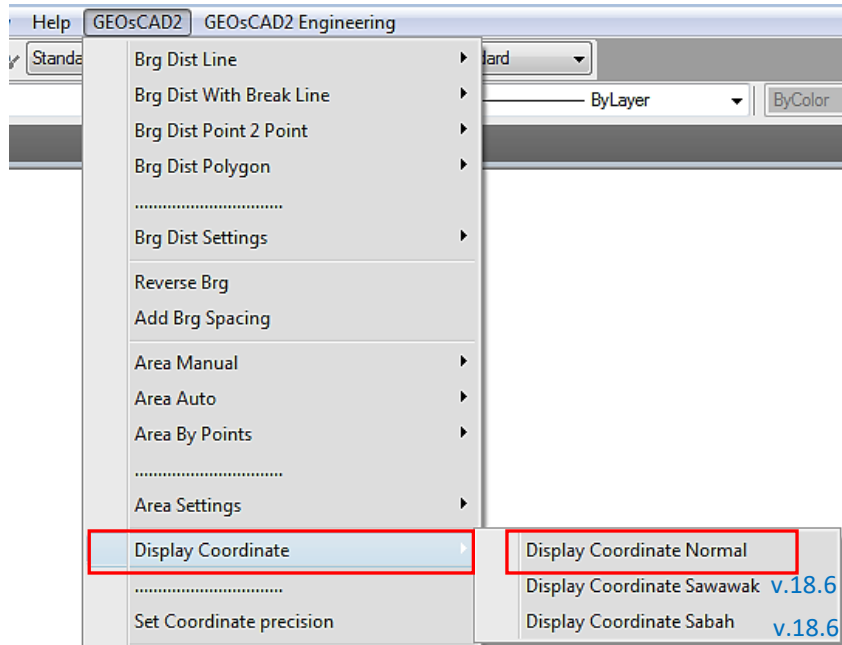 Help GEOsCAD2 GEOsCAD2 Engineering
Standa
dard
ByLayer ByColor
Brg Dist Line
Brg Dist With Break Line
Brg Dist Point 2 Point
Brg Dist Polygon
................................
Brg Dist Settings
Reverse Brg
Add Brg Spacing
Area Manual
Area Auto
Area By Points
................................
Area Settings
Display Coordinate
................................
Set Coordinate precision
Display Coordinate Normal
Display Coordinate Sawawak v.18.6
Display Coordinate Sabah v.18.6